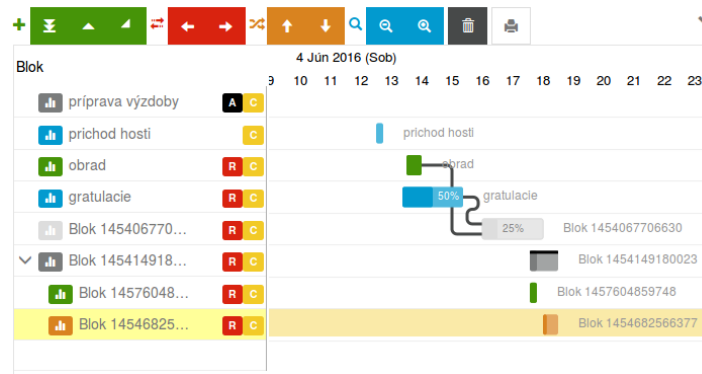 4 Jún 2016 (Sob)
Blok
9 10 11 12 13 14 15 16 17 18 19 20 21 22 23
príprava výzdoby A C
prichod hosti C prichod hosti
obrad R C obrad
gratulacie R C 50% gratulacie
Blok 145406770... R C 25% Blok 1454067706630
Blok 145414918... R C Blok 1454149180023
Blok 14576048... R C Blok 1457604859748
Blok 14546825... R C Blok 1454682566377